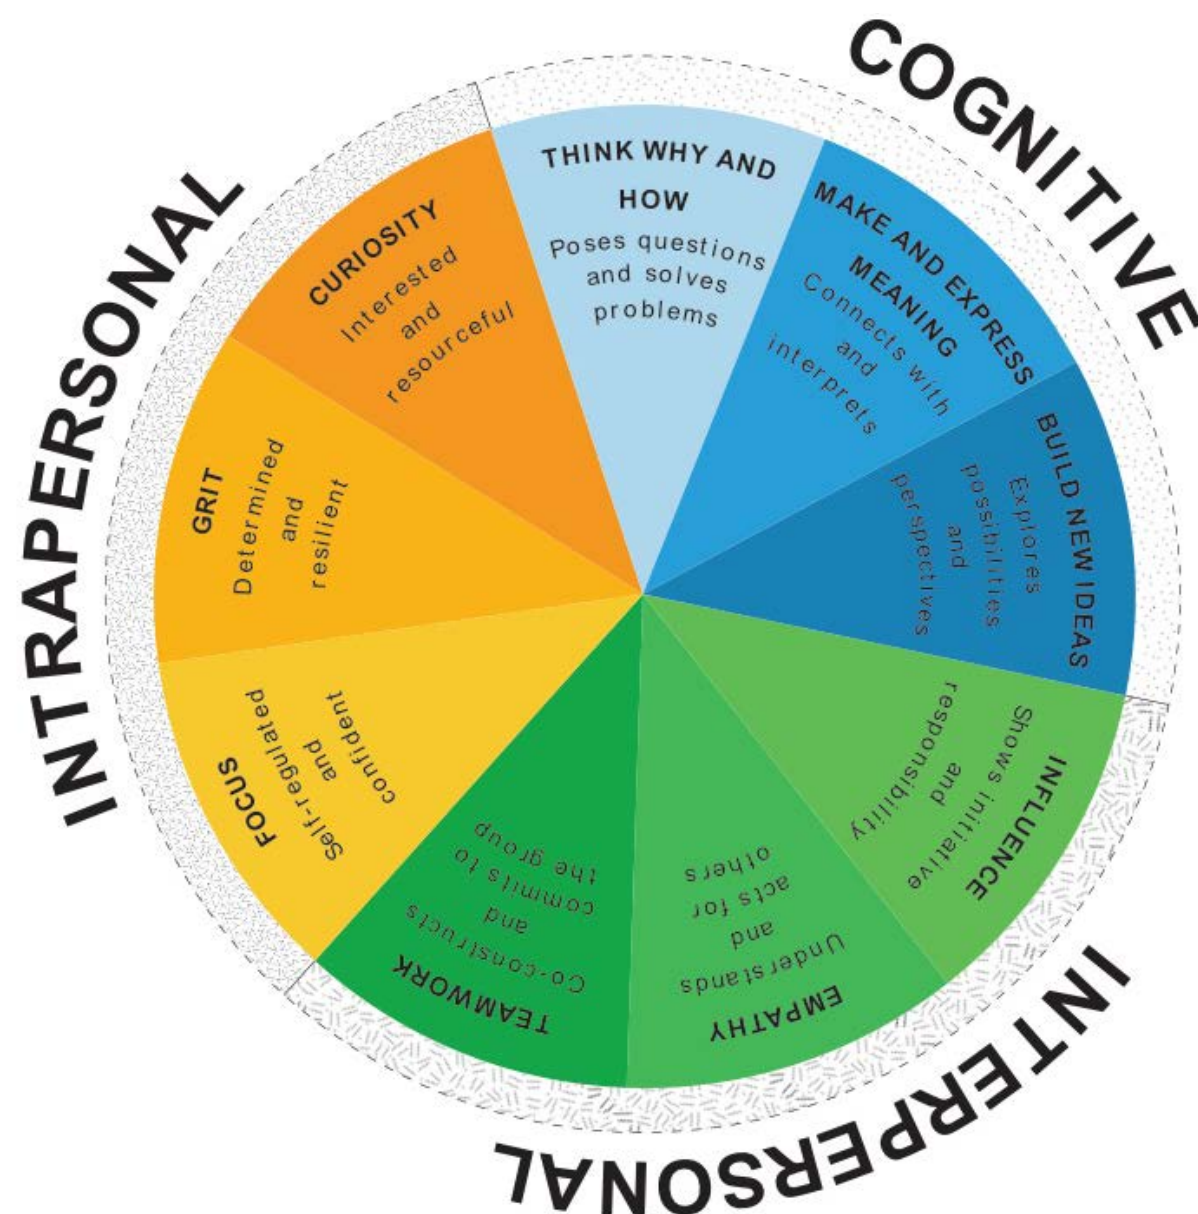 COGNITIVE
THINK WHY AND
HOW
Poses questions
and solves
problems
MAKE AND EXPRESS
MEANING
Connects with
and
interprets
BUILD NEW IDEAS
Explores
possibilities
and
perspectives
INTERPERSONAL
INFLUENCE
Shows initiative
and
responsibility
EMPATHY
Understands
and
acts for
others
TEAMWORK
Co-constructs
and
commits to
the group
INTRAPERSONAL
FOCUS
Self-regulated
and
confident
GRIT
Determined
and
resilient
CURIOSITY
Interested
and
resourceful